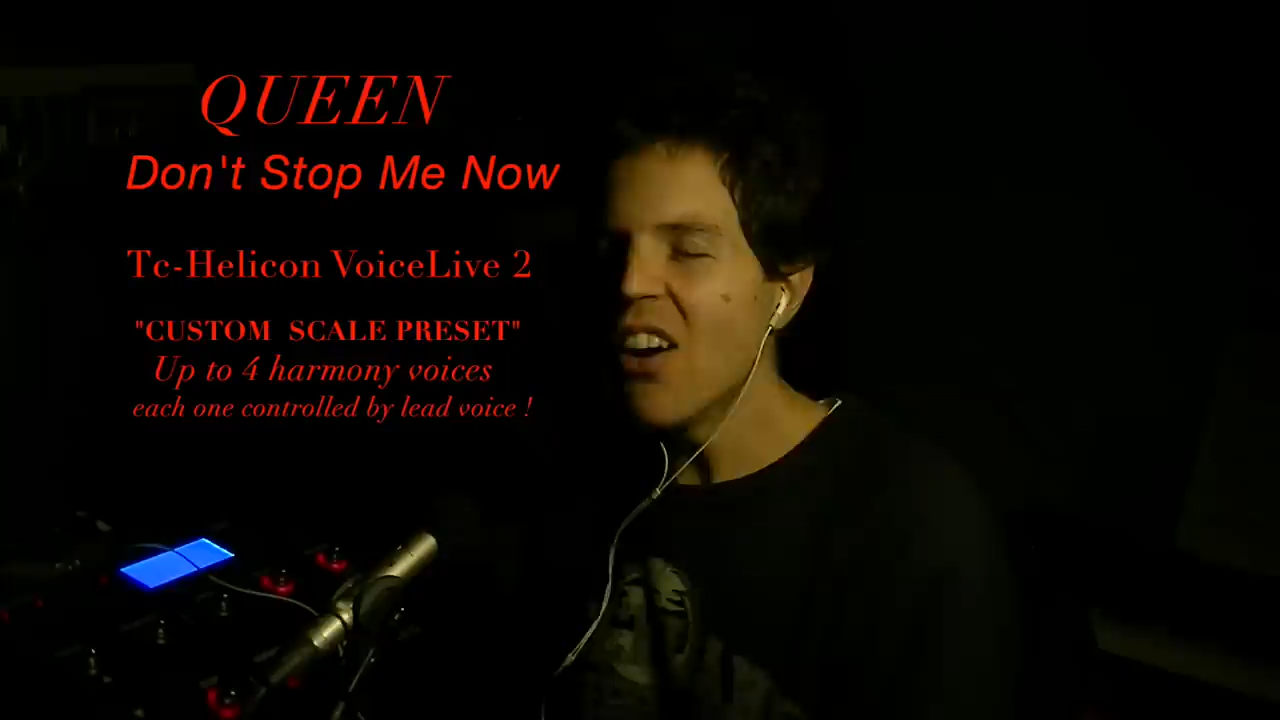 QUEEN
Don't Stop Me Now
Tc-Helicon VoiceLive 2
"CUSTOM SCALE PRESET"
Up to 4 harmony voices
each one controlled by lead voice !